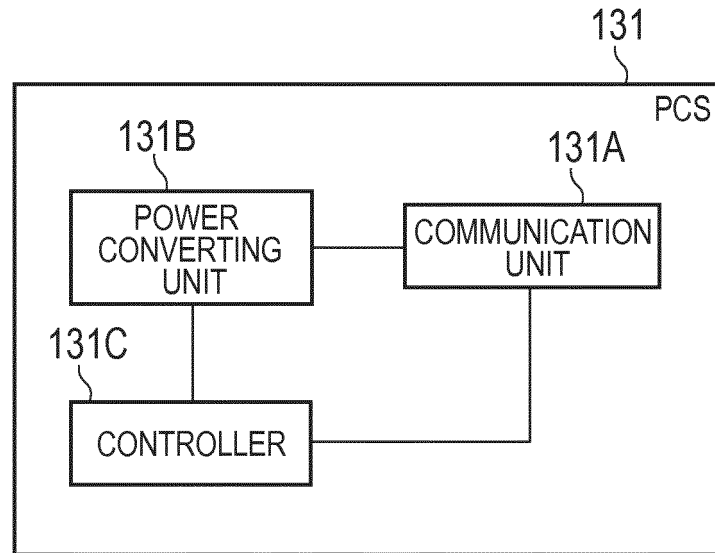 131
PCS
131B
131A
POWER
CONVERTING
UNIT
COMMUNICATION
UNIT
131C
CONTROLLER